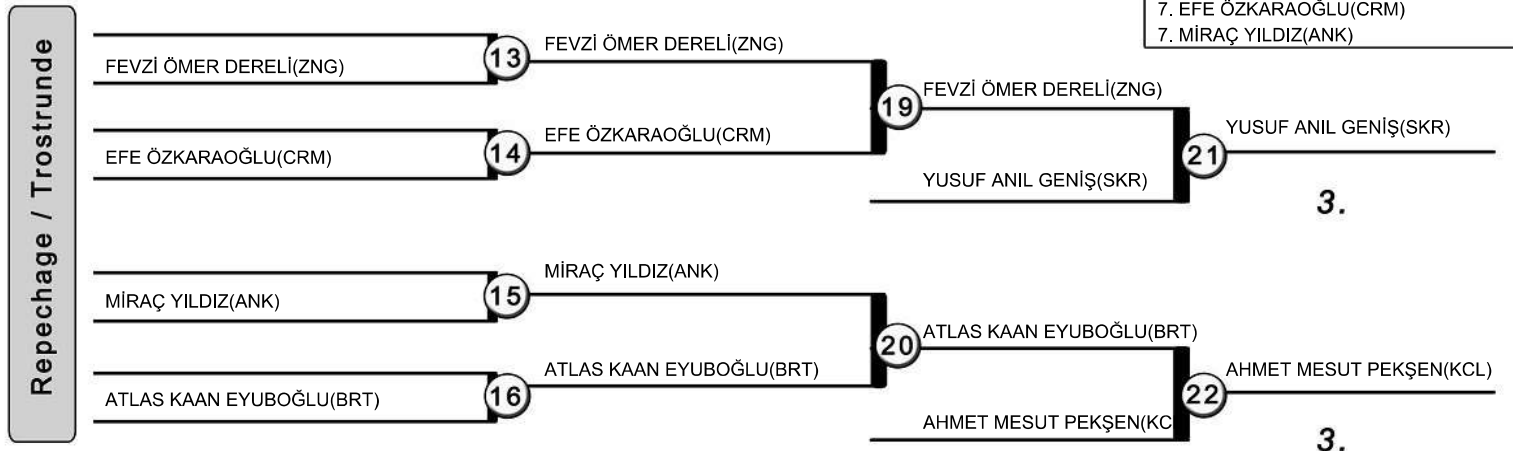 7. EFE ÖZKARAOĞLU(CRM)
7. MİRAÇ YILDIZ(ANK)
Repechage / Trostrunde
FEVZİ ÖMER DERELİ(ZNG)
13
FEVZİ ÖMER DERELİ(ZNG)
EFE ÖZKARAOĞLU(CRM)
14
EFE ÖZKARAOĞLU(CRM)
19
FEVZİ ÖMER DERELİ(ZNG)
YUSUF ANIL GENİŞ(SKR)
21
YUSUF ANIL GENİŞ(SKR)
3.
MİRAÇ YILDIZ(ANK)
15
MİRAÇ YILDIZ(ANK)
ATLAS KAAN EYUBOĞLU(BRT)
16
ATLAS KAAN EYUBOĞLU(BRT)
20
ATLAS KAAN EYUBOĞLU(BRT)
AHMET MESUT PEKŞEN(KC
22
AHMET MESUT PEKŞEN(KCL)
3.